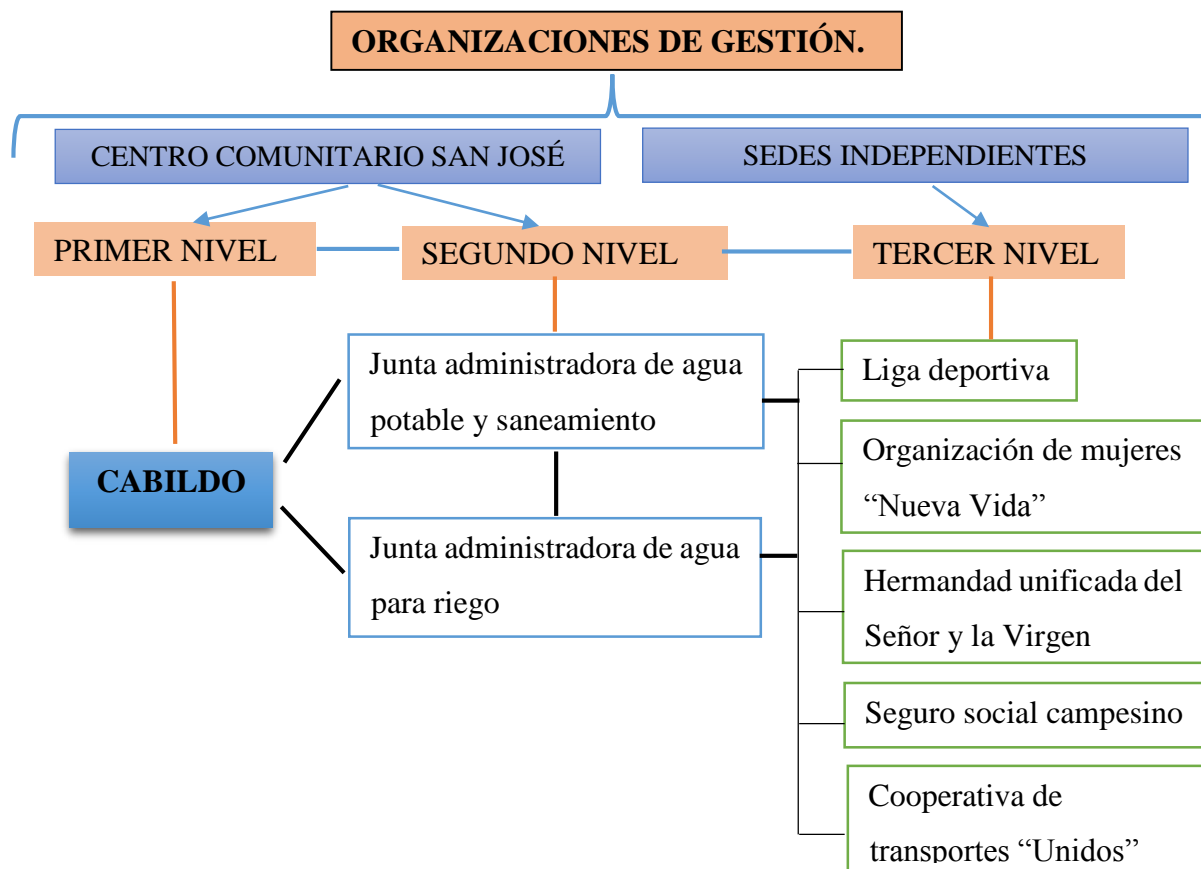 ORGANIZACIONES DE GESTIÓN.
CENTRO COMUNITARIO SAN JOSÉ
SEDES INDEPENDIENTES
PRIMER NIVEL
SEGUNDO NIVEL
TERCER NIVEL
CABILDO
Junta administradora de agua
potable y saneamiento
Junta administradora de agua
para riego
Liga deportiva
Organización de mujeres
“Nueva Vida”
Hermandad unificada del
Señor y la Virgen
Seguro social campesino
Cooperativa de
transportes “Unidos”